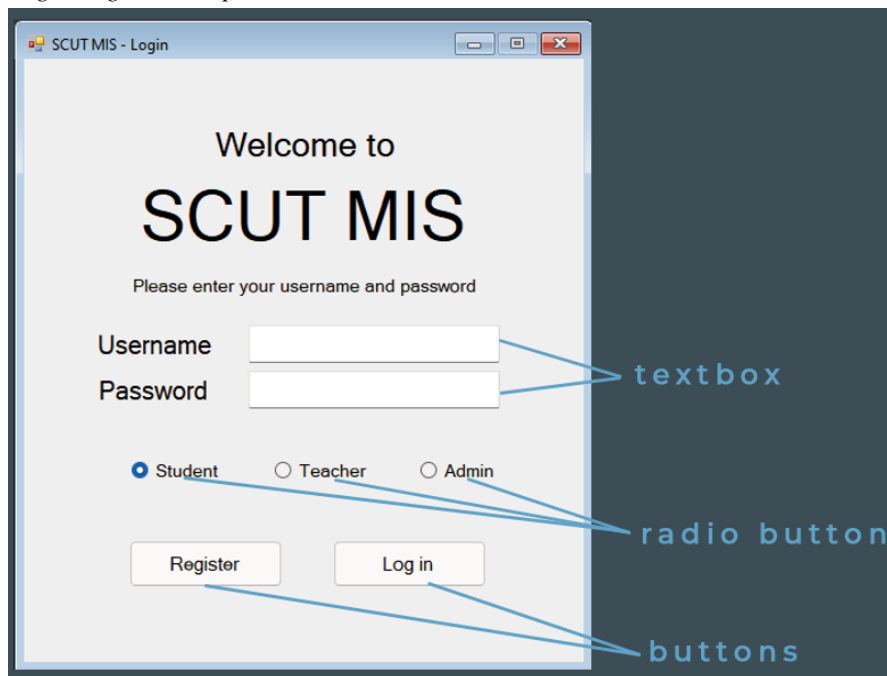 SCUT MIS - Login
Welcome to
SCUT MIS
Please enter your username and password
Username
textbox
Password
Student Teacher Admin
radio button
Register Log in
buttons